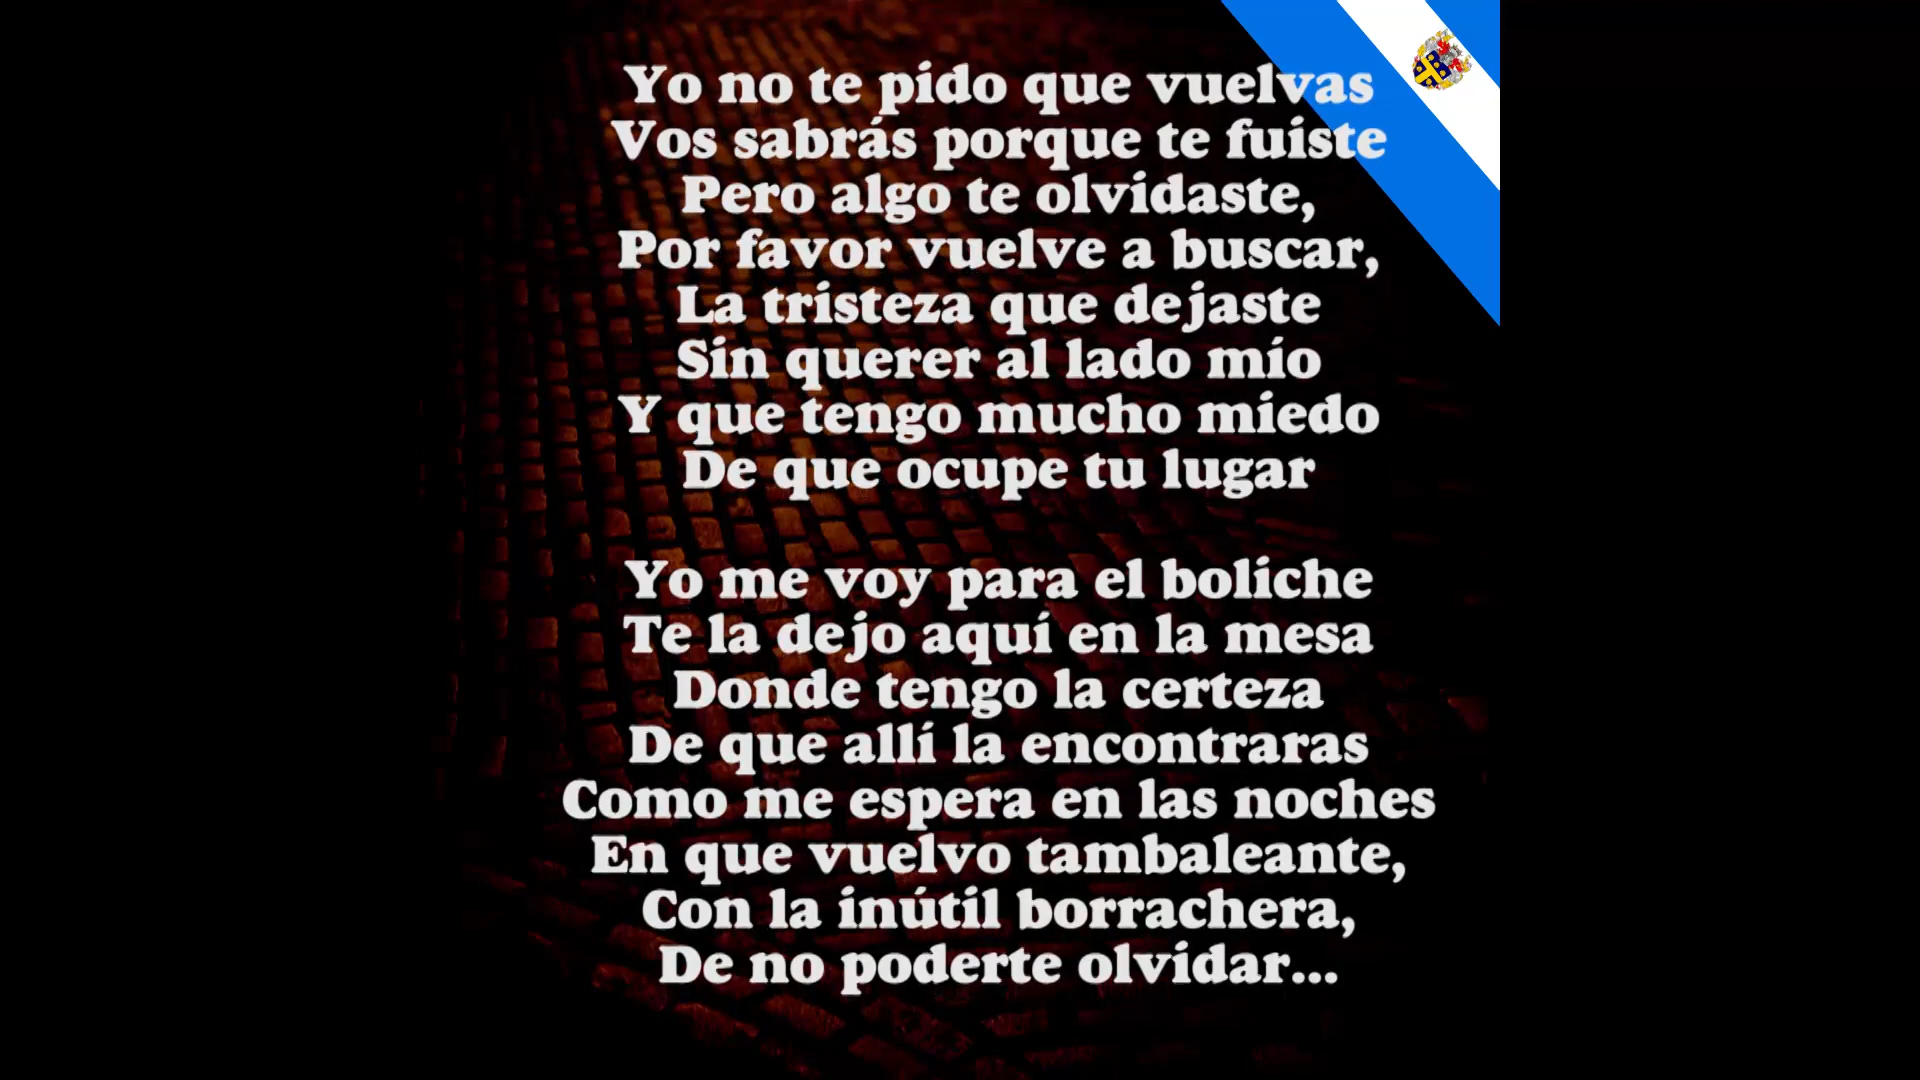 Yo no te pido que vuelvas
Vos sabrás porque te fuiste
Pero algo te olvidaste,
Por favor vuelve a buscar,
La tristeza que dejaste
Sin querer al lado mío
Y que tengo mucho miedo
De que ocupe tu lugar
Yo me voy para el boliche
Te la dejo aquí en la mesa
Donde tengo la certeza
De que allí la encontraras
Como me espera en las noches
En que vuelvo tambaleante,
Con la inútil borrachera,
De no poderte olvidar...